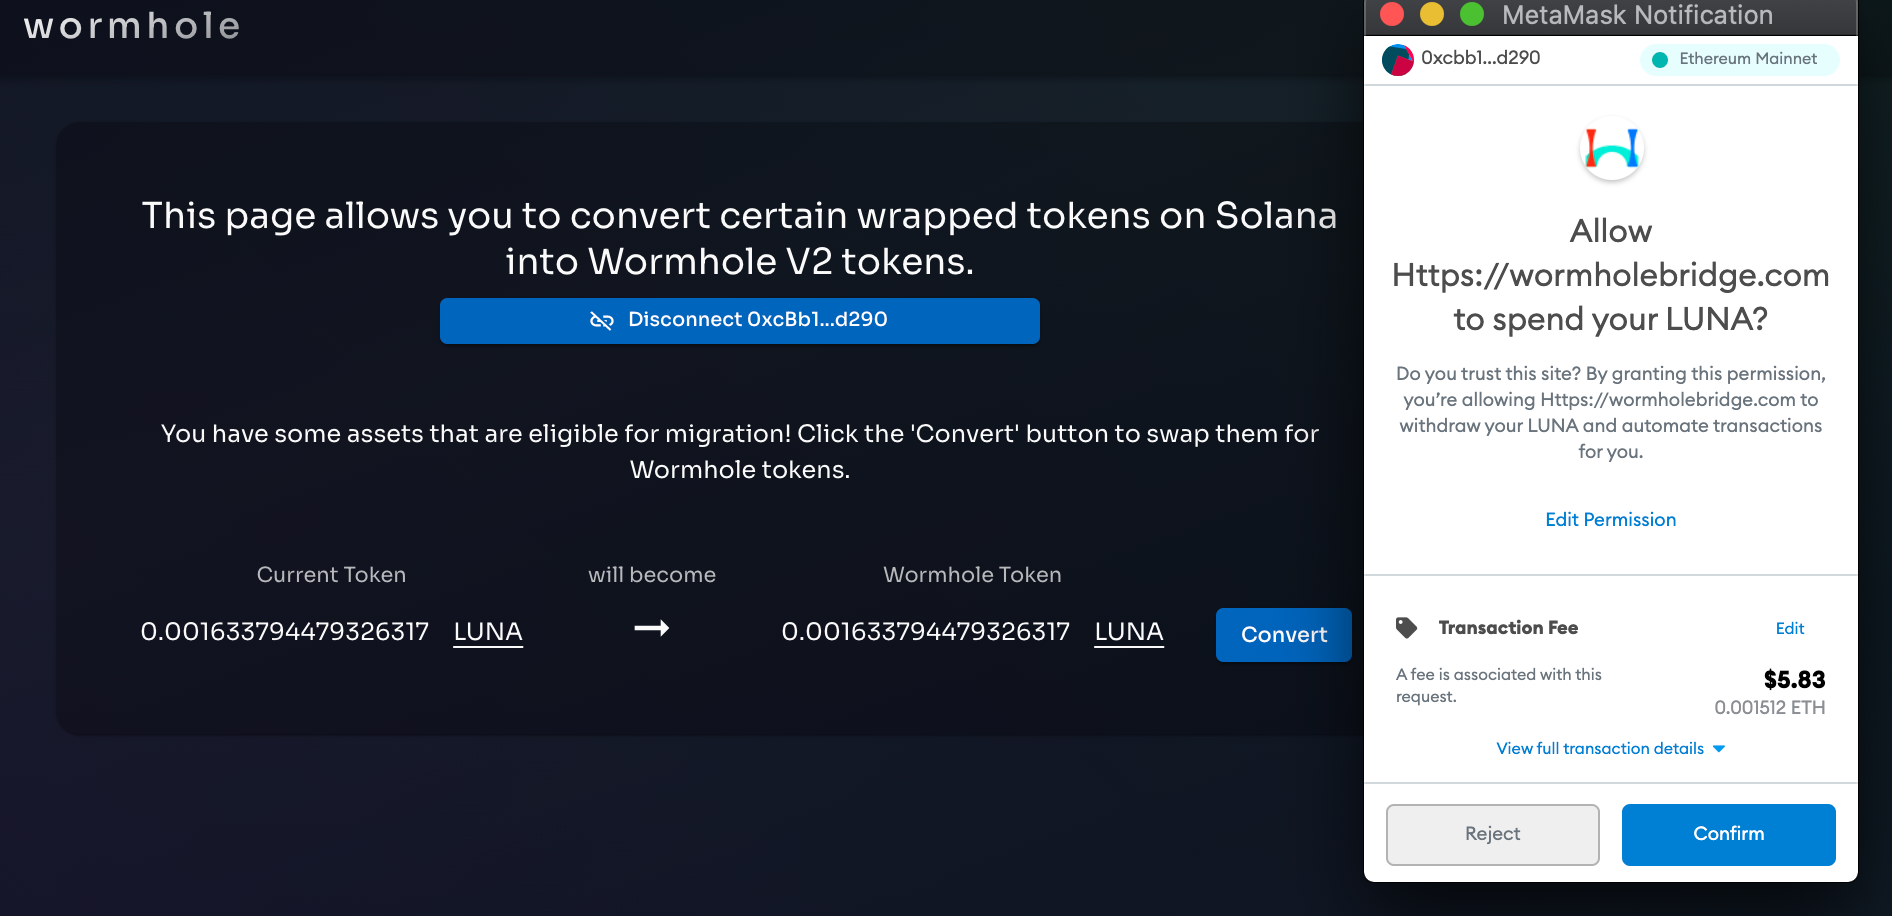 wormhole
This page allows you to convert certain wrapped tokens on Solana
into Wormhole V2 tokens.
Disconnect 0xcBb1...d290
You have some assets that are eligible for migration! Click the 'Convert' button to swap them for
Wormhole tokens.
Current Token
will become
Wormhole Token
0.001633794479326317 LUNA
0.001633794479326317 LUNA
Convert
MetaMask Notification
0xcbb1...d290
Ethereum Mainnet
Allow
Https://wormholebridge.com
to spend your LUNA?
Do you trust this site? By granting this permission,
you’re allowing Https://wormholebridge.com to
withdraw your LUNA and automate transactions
for you.
Edit Permission
Transaction Fee
Edit
A fee is associated with this
request.
$5.83
0.001512 ETH
View full transaction details
Reject
Confirm